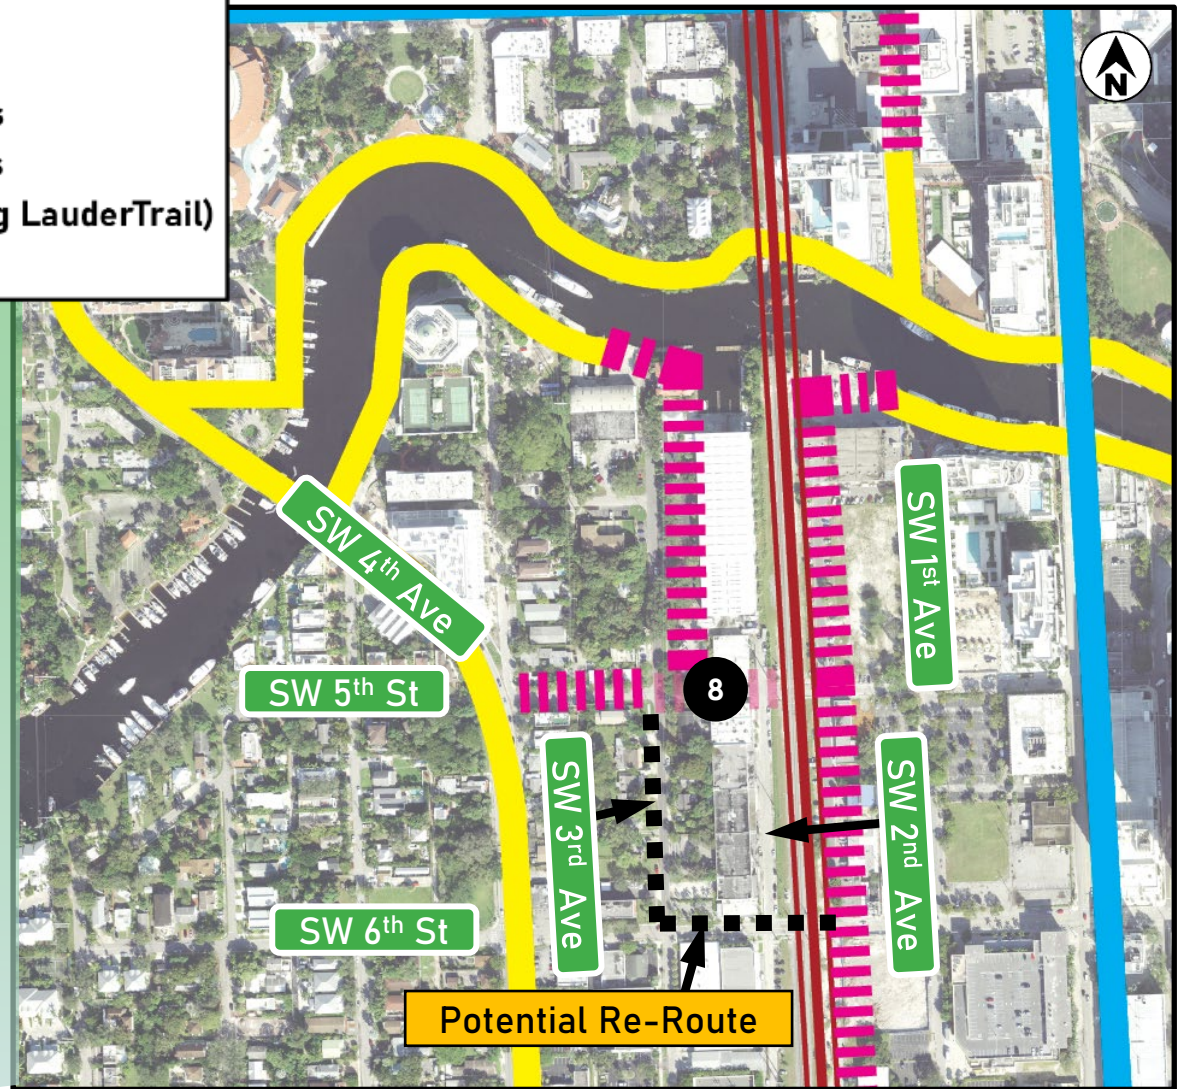 LauderTrail)
N
SW 4th Ave
SW 1st Ave
SW 5th St
8
SW 3rd Ave
SW 2nd Ave
SW 6th St
Potential Re-Route